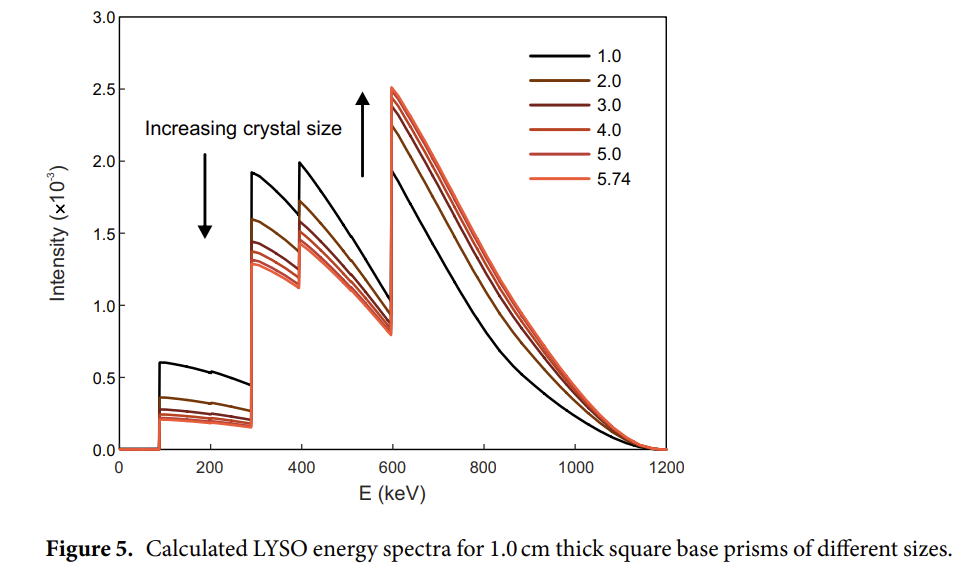 3.0
2.5
2.0
1.5
1.0
0.5
0.0
Intensity (×10⁻³)
Increasing crystal size
1.0
2.0
3.0
4.0
5.0
5.74
0 200 400 600 800 1000 1200
E (keV)
Figure 5. Calculated LYSO energy spectra for 1.0 cm thick square base prisms of different sizes.